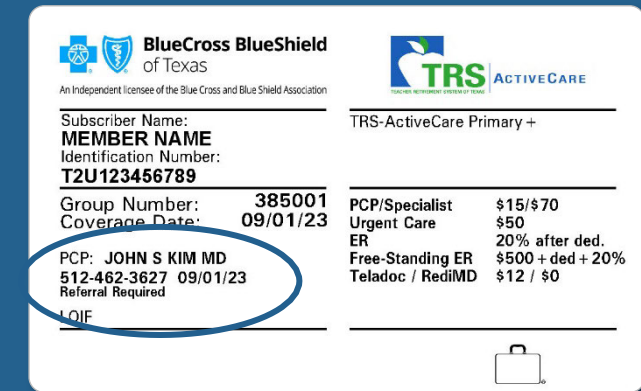 BlueCross BlueShield
of Texas
An Independent licensee of the Blue Cross and Blue Shield Association
TRS ACTIVECARE
TEACHER RETIREMENT SYSTEM OF TEXAS
Subscriber Name:
MEMBER NAME
Identification Number:
T2U123456789
TRS-ActiveCare Primary +
Group Number: 385001
Coverage Date: 09/01/23
PCP: JOHN S KIM MD
512-462-3627 09/01/23
Referral Required
LOIF
PCP/Specialist $15/$70
Urgent Care $50
ER 20% after ded.
Free-Standing ER $500 + ded + 20%
Teladoc / RediMD $12 / $0